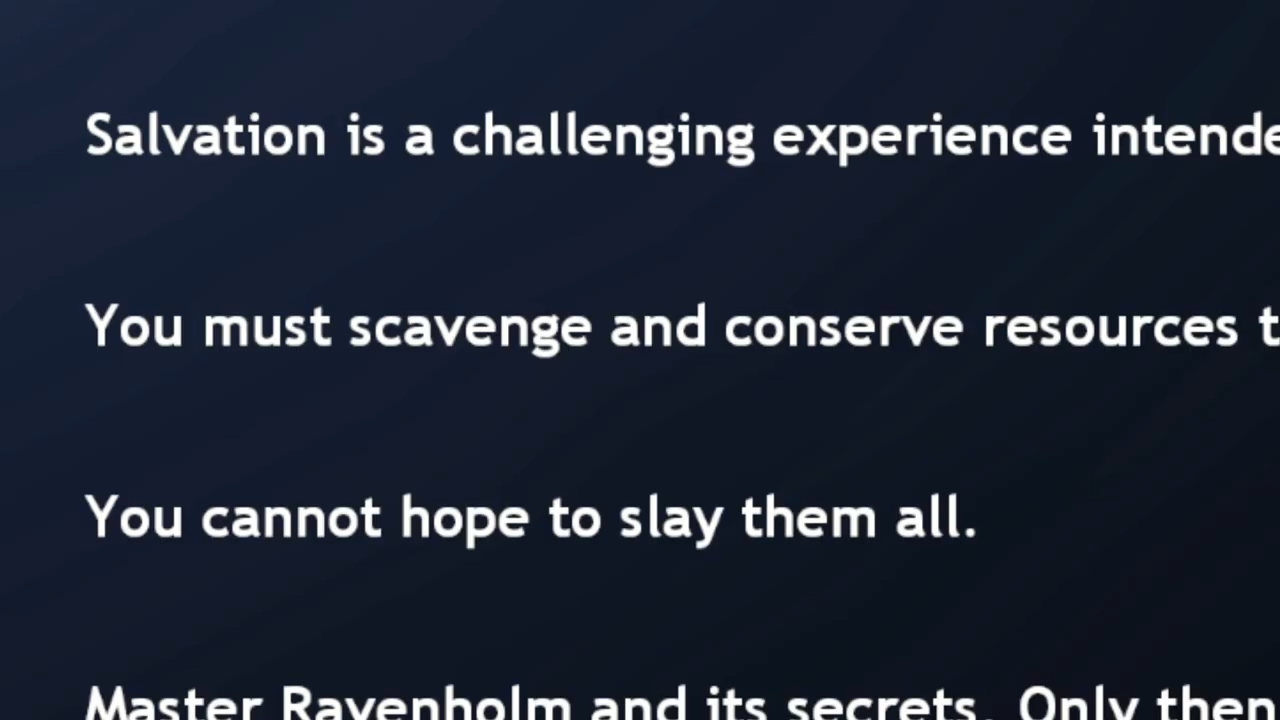 Salvation is a challenging experience intende
You must scavenge and conserve resources t
You cannot hope to slay them all.
Master Ravenholm and its secrets. Only then